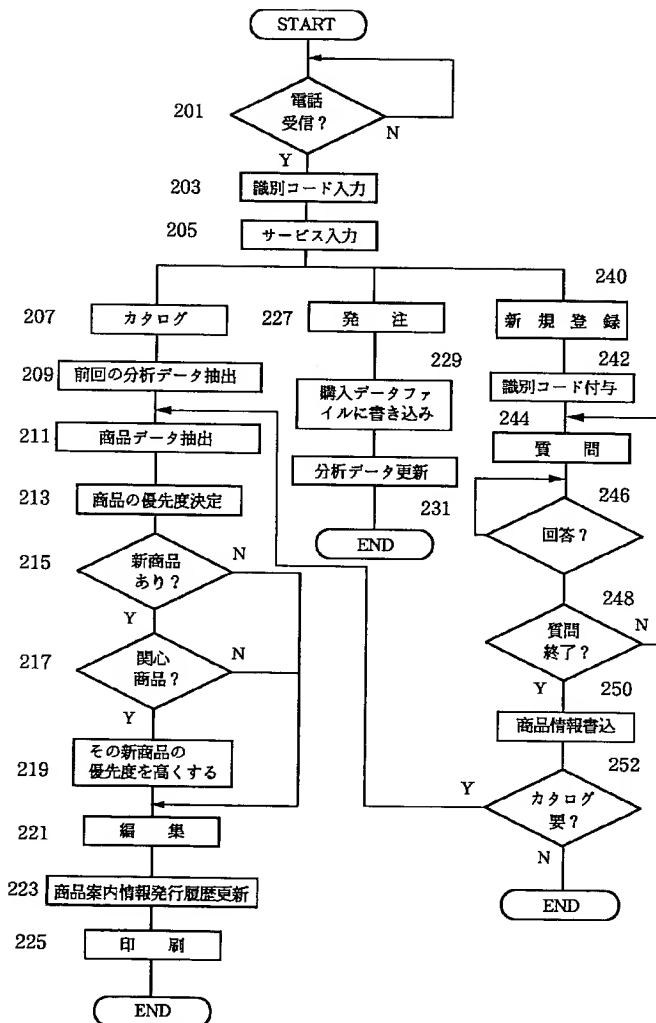 START
201
電話
受信？
N
Y
203
識別コード入力
205
サービス入力
207
カタログ
209
前回の分析データ抽出
211
商品データ抽出
213
商品の優先度決定
215
新商品
あり？
N
Y
217
関心
商品？
N
Y
219
その新商品の
優先度を高くする
221
編　集
223
商品案内情報発行履歴更新
225
印　刷
END
227
発　注
229
購入データファ
イルに書き込み
分析データ更新
231
END
240
新　規　登　録
242
識別コード付与
244
質　問
246
回答？
248
質問
終了？
N
Y
250
商品情報書込
252
カタログ
要？
Y
N
END